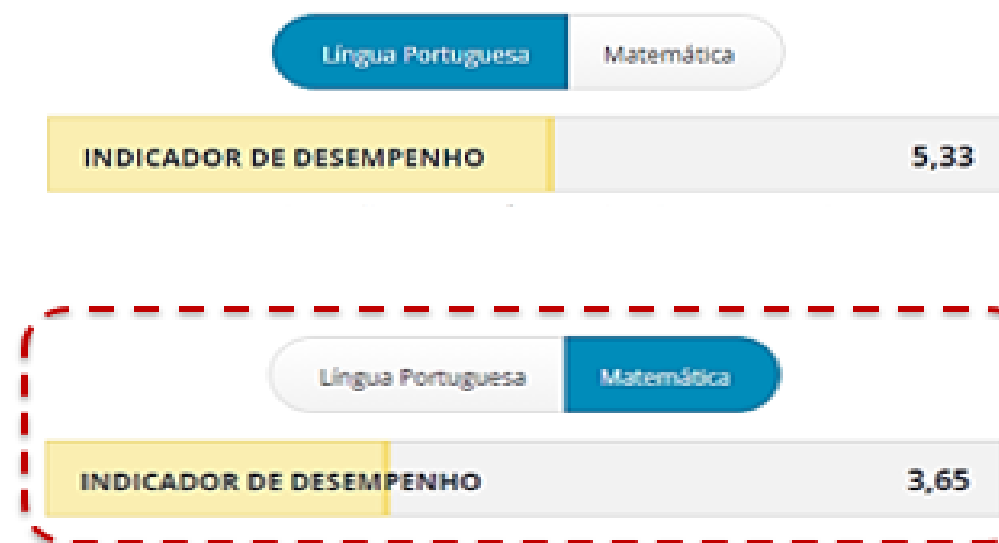 Língua Portuguesa Matemática
INDICADOR DE DESEMPENHO 5,33
Língua Portuguesa Matemática
INDICADOR DE DESEMPENHO 3,65